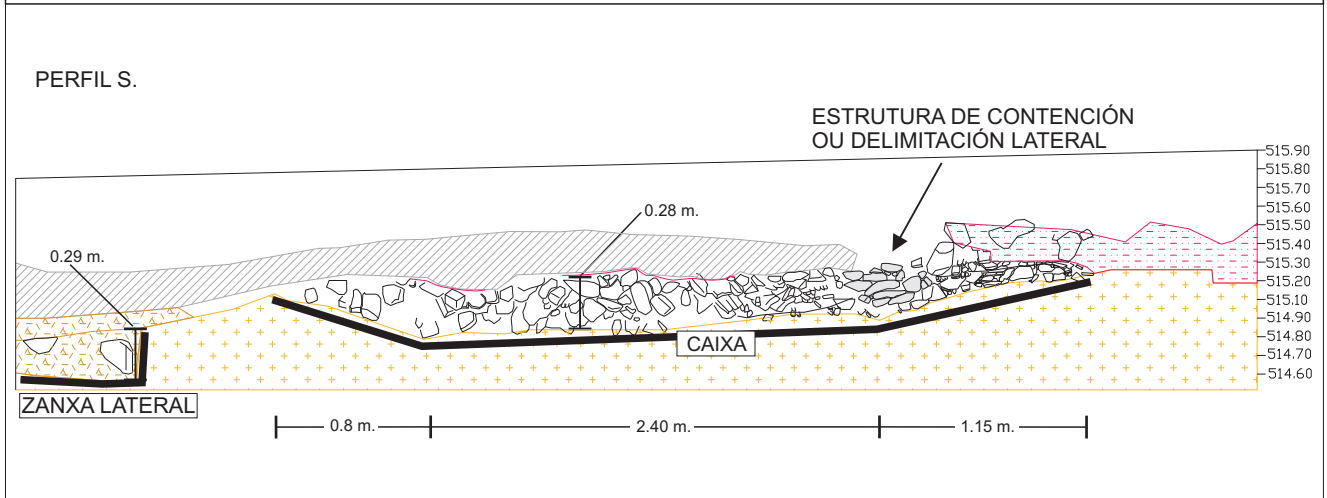 PERFIL S.
ESTRUTURA DE CONTENCIÓN
OU DELIMITACIÓN LATERAL
515.90
515.80
515.70
515.60
515.50
515.40
515.30
515.20
515.10
514.90
514.80
514.70
514.60
0.28 m.
0.29 m.
CAIXA
ZANXA LATERAL
0.8 m.
2.40 m.
1.15 m.